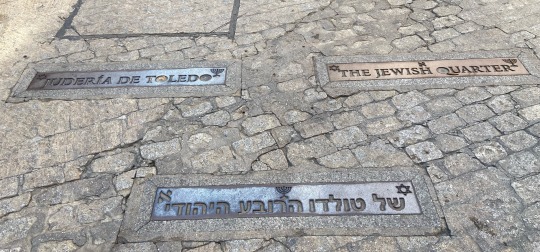 JUDERÍA DE TOLEDO
THE JEWISH QUARTER
של טולדו הרובע היהודי